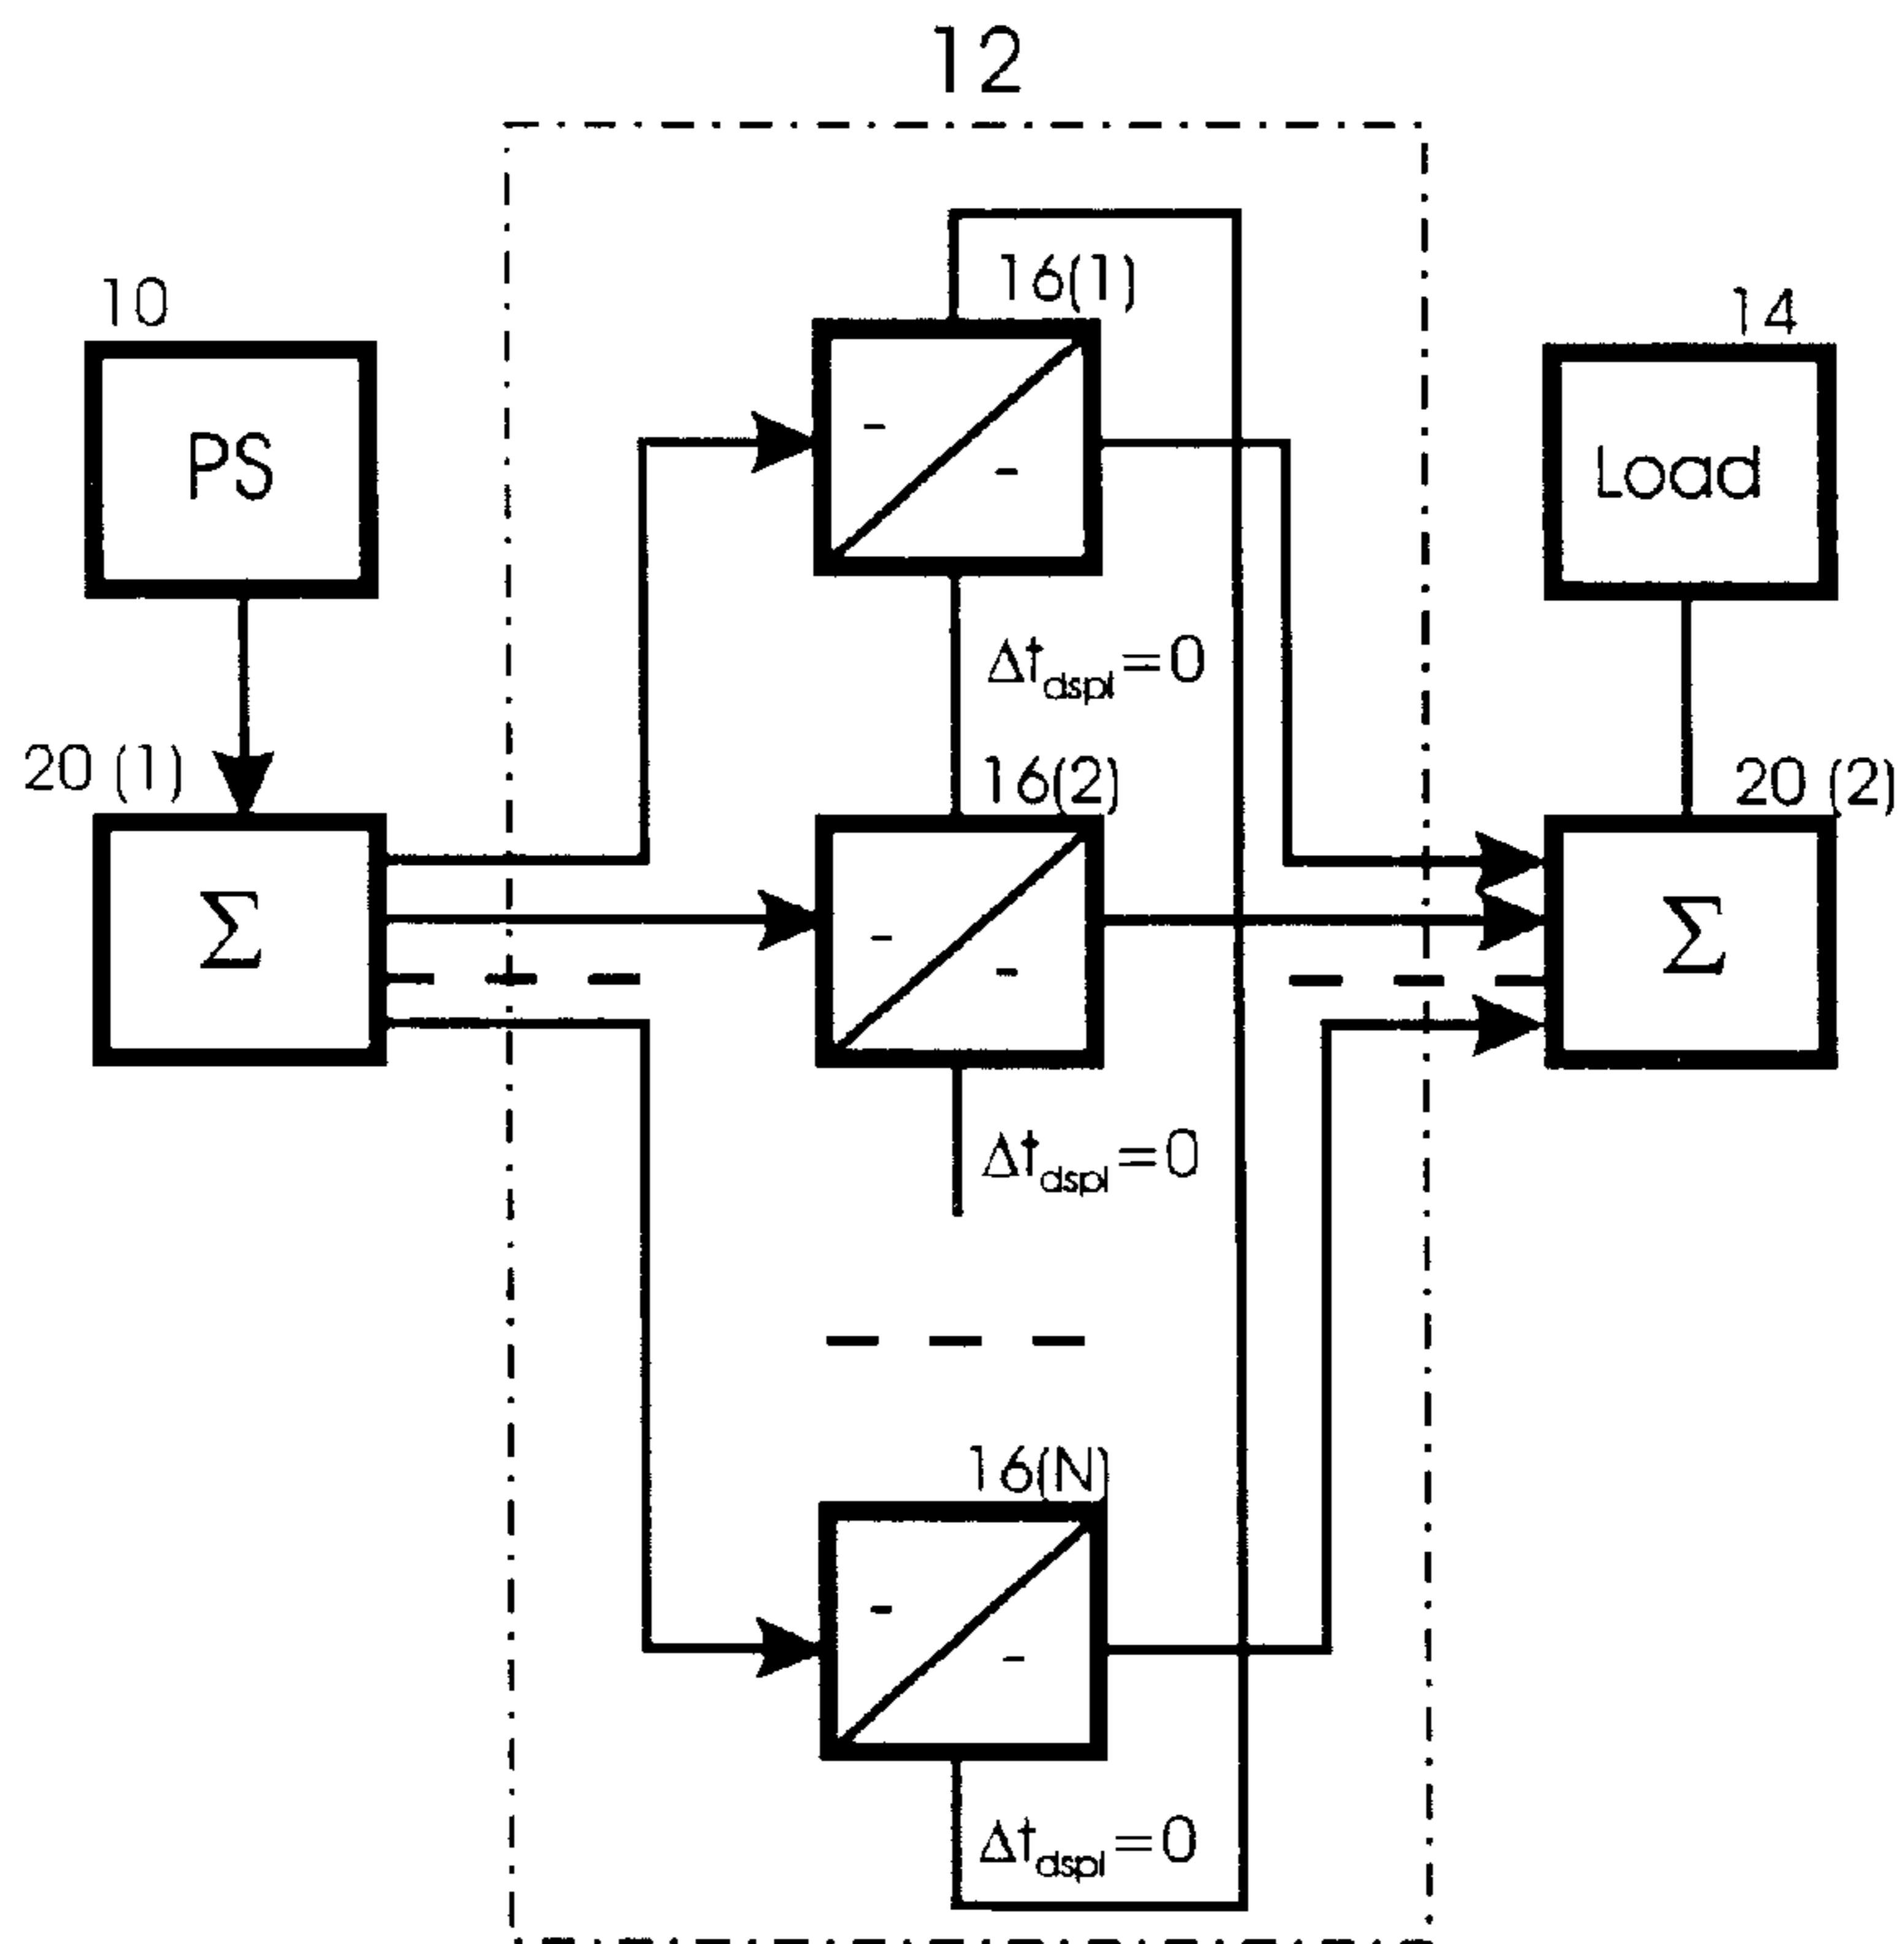 12
16(1)
10
14
PS
Load
Δt_dspl=0
20 (1)
16(2)
20 (2)
Σ
Σ
Δt_dspl=0
16(N)
Δt_dspl=0